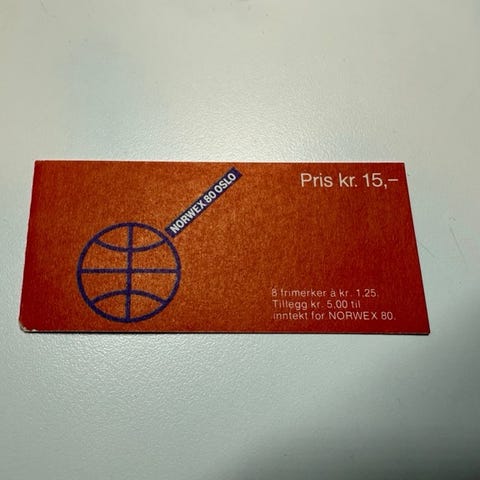 NORWEX 80 OSLO
Pris kr. 15,–
8 frimerker à kr. 1,25.
Tillegg kr. 5,00 til
inntekt for NORWEX 80.